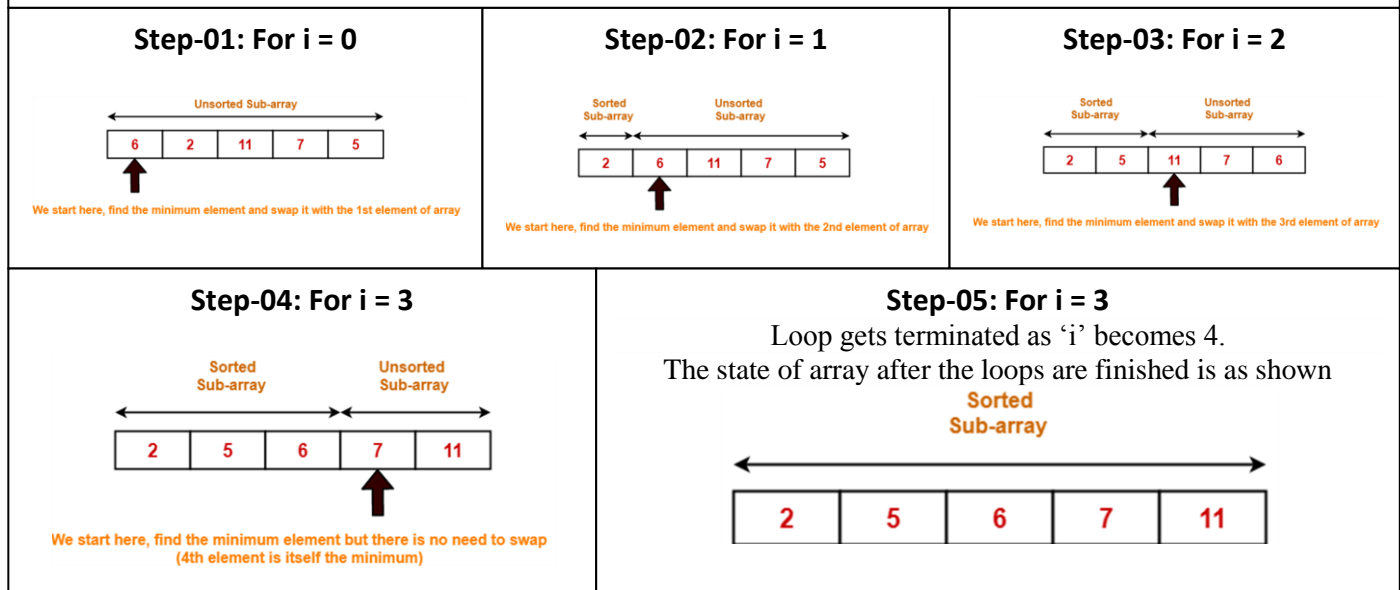 Step-01: For i = 0
Unsorted Sub-array
6 2 11 7 5
We start here, find the minimum element and swap it with the 1st element of array
Step-02: For i = 1
Sorted
Sub-array
Unsorted
Sub-array
2 6 11 7 5
We start here, find the minimum element and swap it with the 2nd element of array
Step-03: For i = 2
Sorted
Sub-array
Unsorted
Sub-array
2 5 11 7 6
We start here, find the minimum element and swap it with the 3rd element of array
Step-04: For i = 3
Sorted
Sub-array
Unsorted
Sub-array
2 5 6 7 11
We start here, find the minimum element but there is no need to swap
(4th element is itself the minimum)
Step-05: For i = 3
Loop gets terminated as ‘i’ becomes 4.
The state of array after the loops are finished is as shown
Sorted
Sub-array
2 5 6 7 11